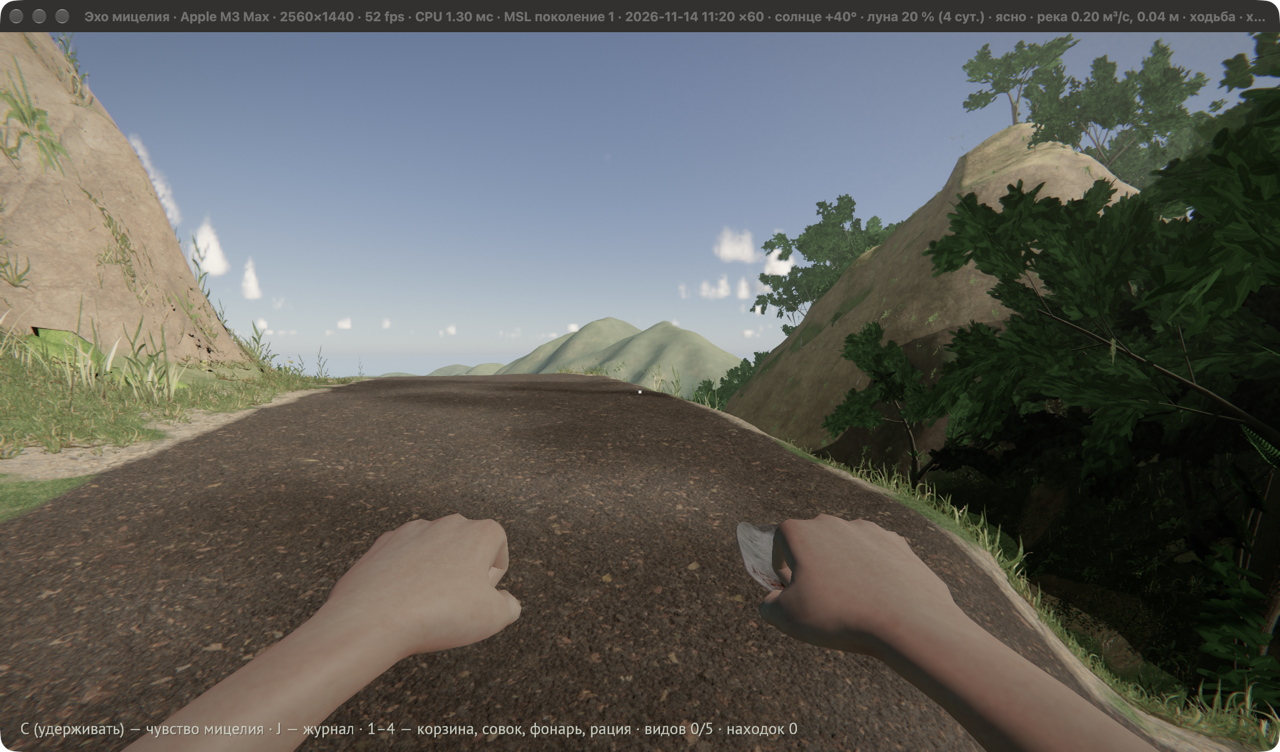 Эхо мицелия · Apple M3 Max · 2560×1440 · 52 fps · CPU 1.30 мс · MSL поколение 1 · 2026-11-14 11:20 ×60 · солнце +40° · луна 20 % (4 сут.) · ясно · река 0.20 м³/с, 0.04 м · ходьба · х...
C (удерживать) — чувство мицелия · J — журнал · 1–4 — корзина, совок, фонарь, рация · видов 0/5 · находок 0